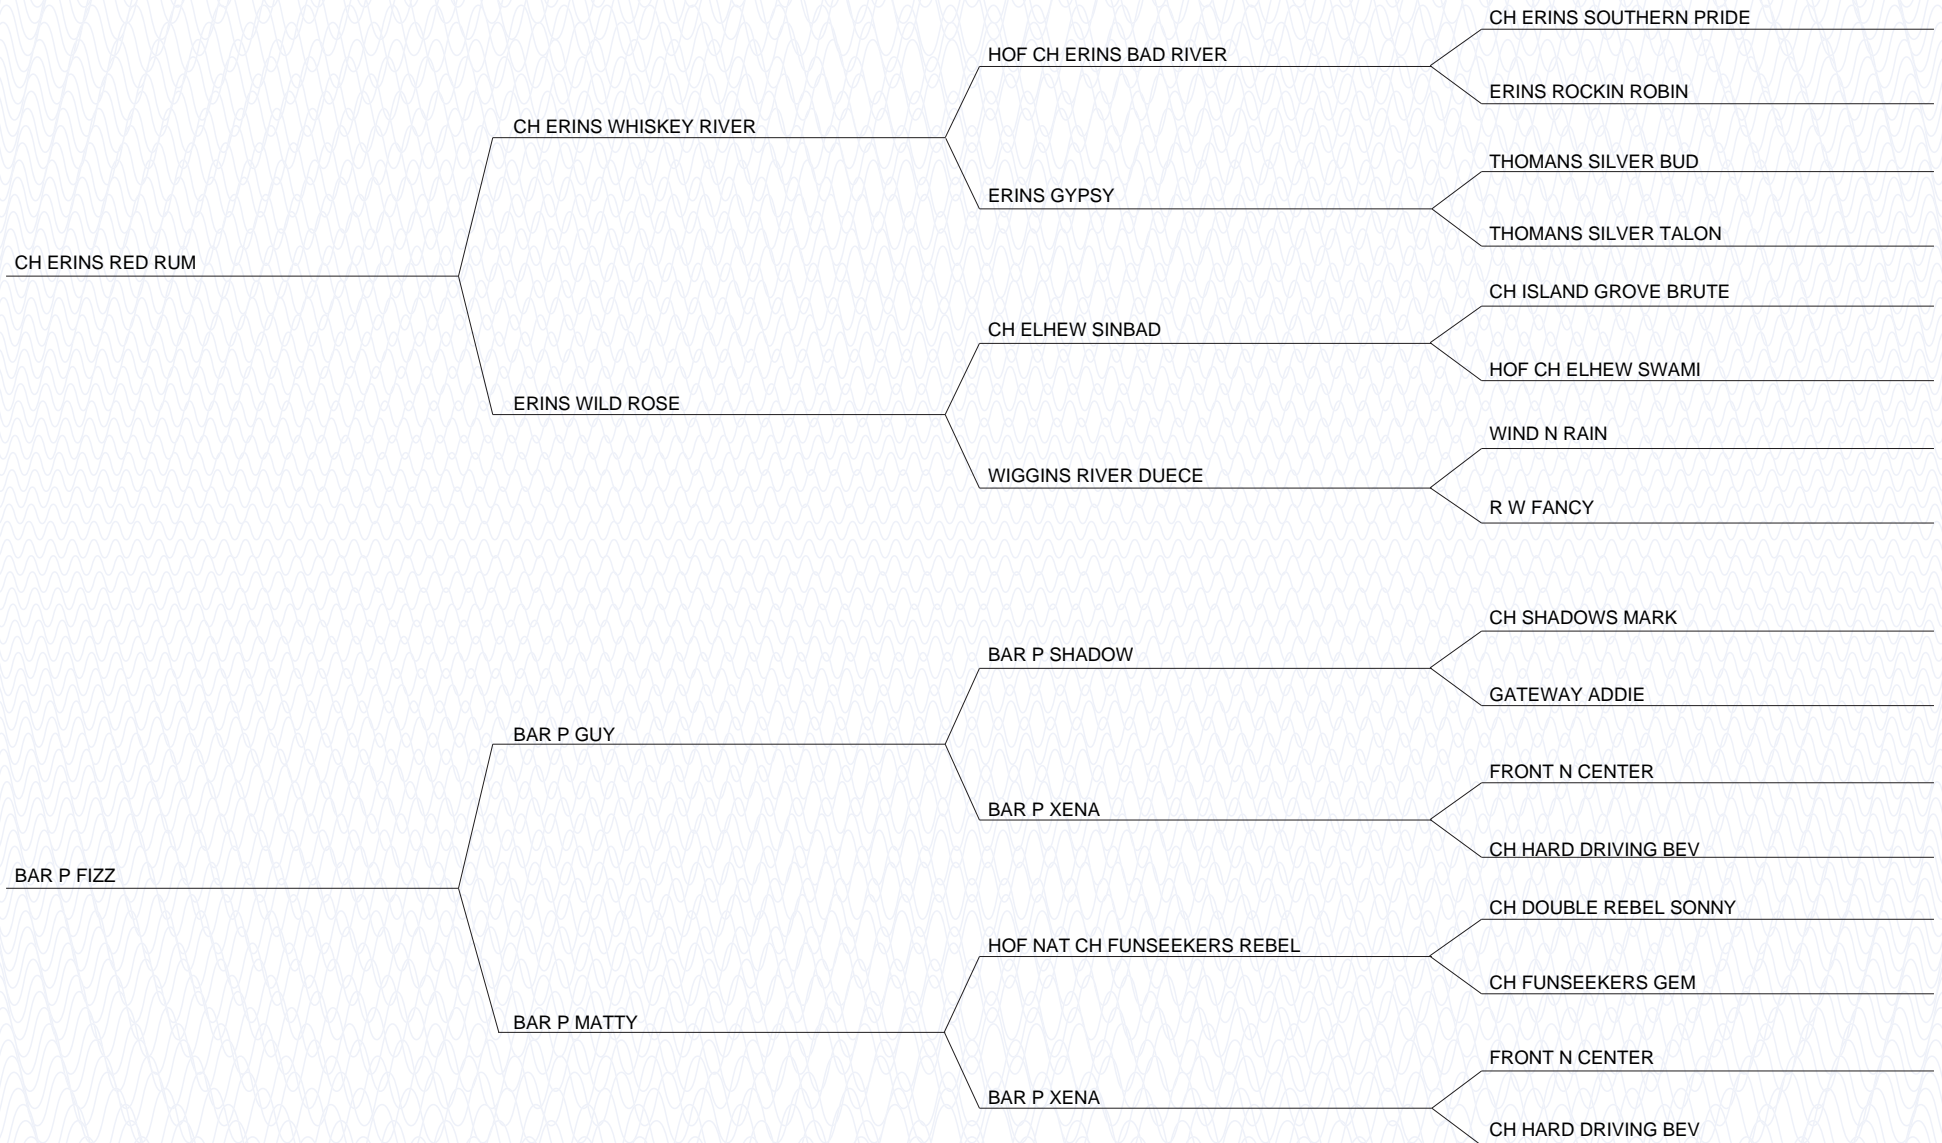 CH ERINS SOUTHERN PRIDE
HOF CH ERINS BAD RIVER
ERINS ROCKIN ROBIN
CH ERINS WHISKEY RIVER
THOMANS SILVER BUD
ERINS GYPSY
THOMANS SILVER TALON
CH ERINS RED RUM
CH ISLAND GROVE BRUTE
CH ELHEW SINBAD
HOF CH ELHEW SWAMI
ERINS WILD ROSE
WIND N RAIN
WIGGINS RIVER DUECE
R W FANCY
CH SHADOWS MARK
BAR P SHADOW
GATEWAY ADDIE
BAR P GUY
FRONT N CENTER
BAR P XENA
CH HARD DRIVING BEV
BAR P FIZZ
CH DOUBLE REBEL SONNY
HOF NAT CH FUNSEEKERS REBEL
CH FUNSEEKERS GEM
BAR P MATTY
FRONT N CENTER
BAR P XENA
CH HARD DRIVING BEV